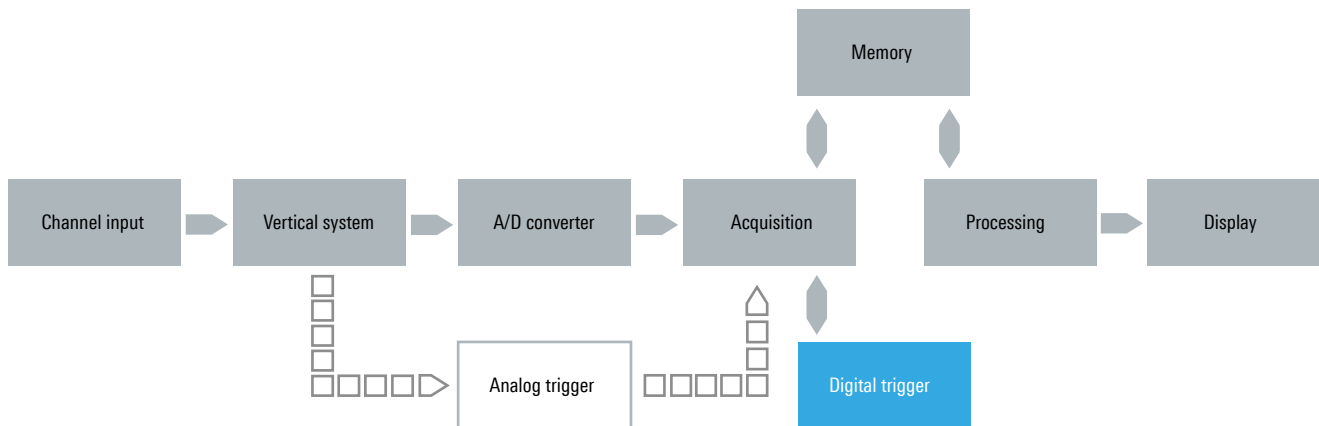 Memory
Channel input
Vertical system
A/D converter
Acquisition
Processing
Display
Analog trigger
Digital trigger